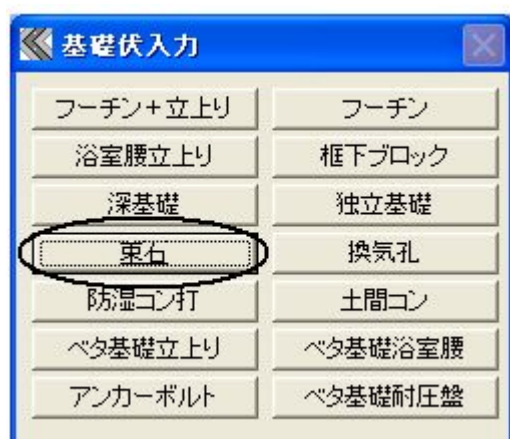 基礎伏入力
フーチン＋立上り
フーチン
浴室腰立上り
框下ブロック
深基礎
独立基礎
束石
換気孔
防湿コン打
土間コン
ベタ基礎立上り
ベタ基礎浴室腰
アンカーボルト
ベタ基礎耐圧盤